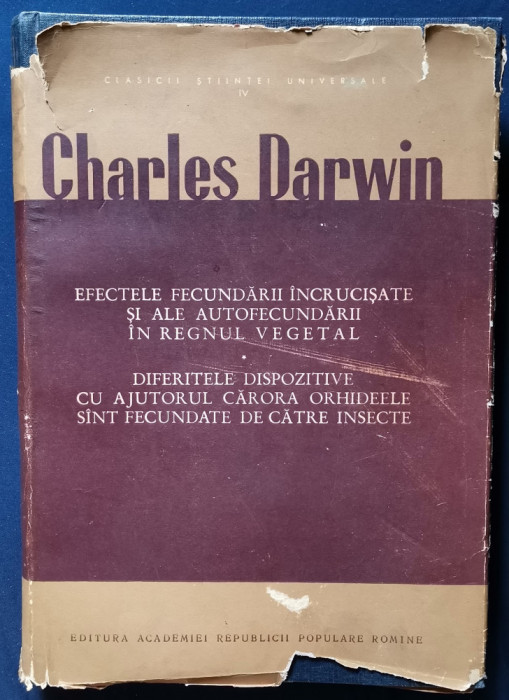 CLASICII ȘTIINȚEI UNIVERSALE
IV
Charles Darwin
EFECTELE FECUNDĂRII ÎNCRUCIȘATE
ȘI ALE AUTOFECUNDĂRII
ÎN REGNUL VEGETAL
•
DIFERITELE DISPOZITIVE
CU AJUTORUL CĂRORA ORHIDEELE
SÎNT FECUNDATE DE CĂTRE INSECTE
EDITURA ACADEMIEI REPUBLICII POPULARE ROMINE